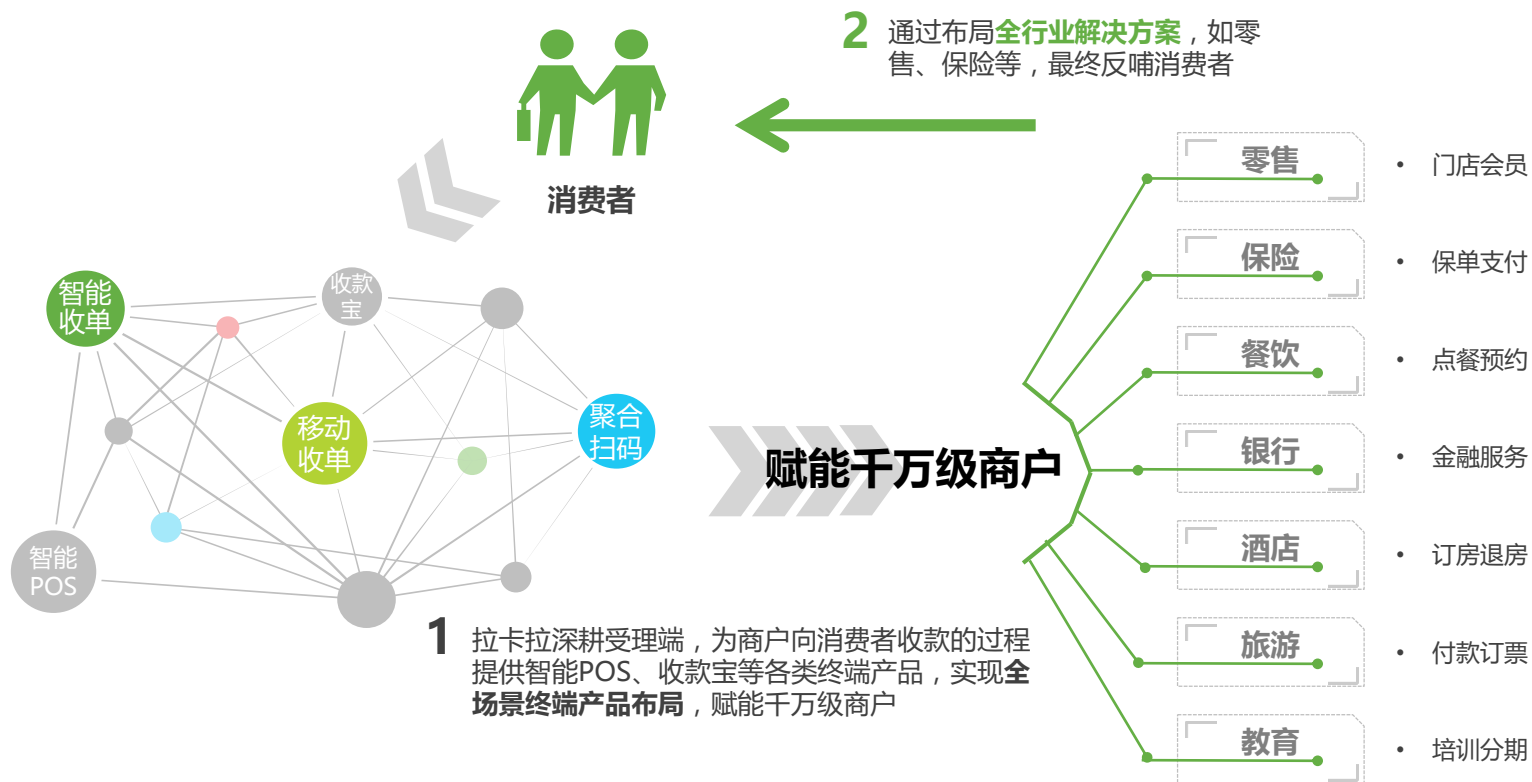 2 通过布局全行业解决方案，如零
售、保险等，最终反哺消费者
消费者
智能
收单
收款
宝
移动
收单
聚合
扫码
智能
POS
赋能千万级商户
1 拉卡拉深耕受理端，为商户向消费者收款的过程
提供智能POS、收款宝等各类终端产品，实现全
场景终端产品布局，赋能千万级商户
零售 • 门店会员
保险 • 保单支付
餐饮 • 点餐预约
银行 • 金融服务
酒店 • 订房退房
旅游 • 付款订票
教育 • 培训分期